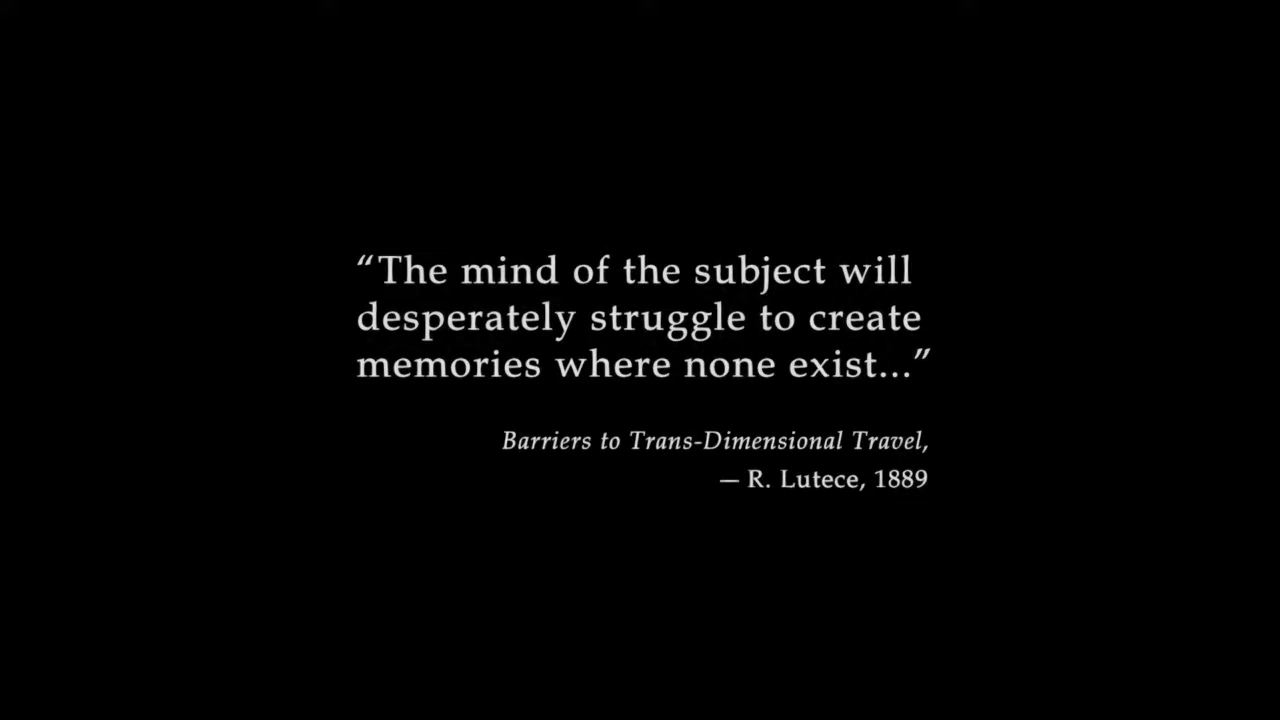 “The mind of the subject will
desperately struggle to create
memories where none exist...”
Barriers to Trans-Dimensional Travel,
— R. Lutece, 1889